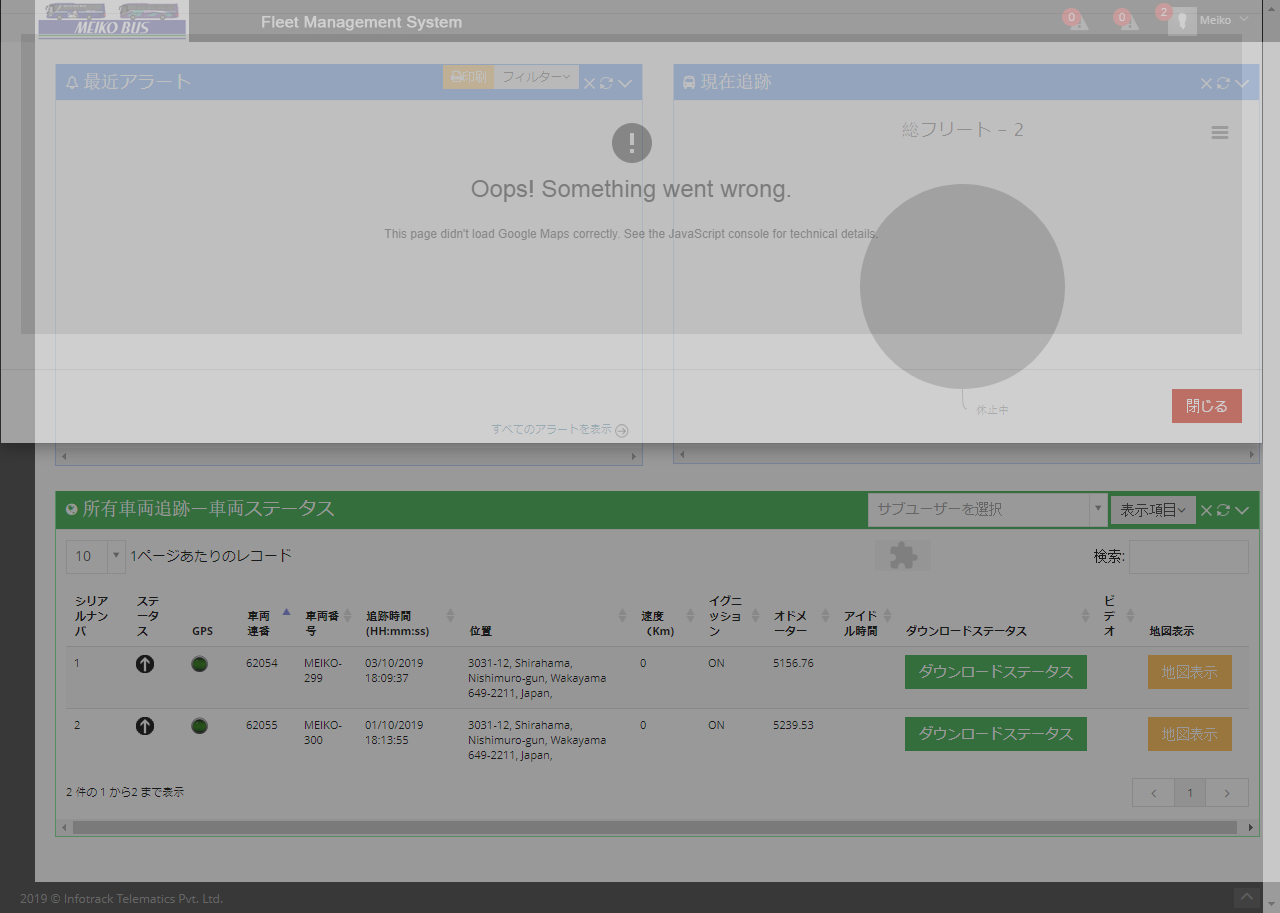 MEIKO BUS
Fleet Management System
0
0
2
Meiko
最近アラート
印刷
フィルター
現在追跡
総フリート – 2
!
Oops! Something went wrong.
This page didn't load Google Maps correctly. See the JavaScript console for technical details.
休止中
閉じる
すべてのアラートを表示
所有車両追跡ー車両ステータス
サブユーザーを選択
表示項目
10
1ページあたりのレコード
検索:
シリア
ルナン
バ
ステ
ータ
ス
GPS
車両
連番
車両番
号
追跡時間
(HH:mm:ss)
位置
速度
（Km)
イグニ
ッショ
ン
オドメ
ーター
アイド
ル時間
ダウンロードステータス
ビ
デ
オ
地図表示
1
62054
MEIKO-
299
03/10/2019
18:09:37
3031-12, Shirahama,
Nishimuro-gun, Wakayama
649-2211, Japan,
0
ON
5156.76
ダウンロードステータス
地図表示
2
62055
MEIKO-
300
01/10/2019
18:13:55
3031-12, Shirahama,
Nishimuro-gun, Wakayama
649-2211, Japan,
0
ON
5239.53
ダウンロードステータス
地図表示
2 件の 1 から2 まで表示
1
2019 © Infotrack Telematics Pvt. Ltd.